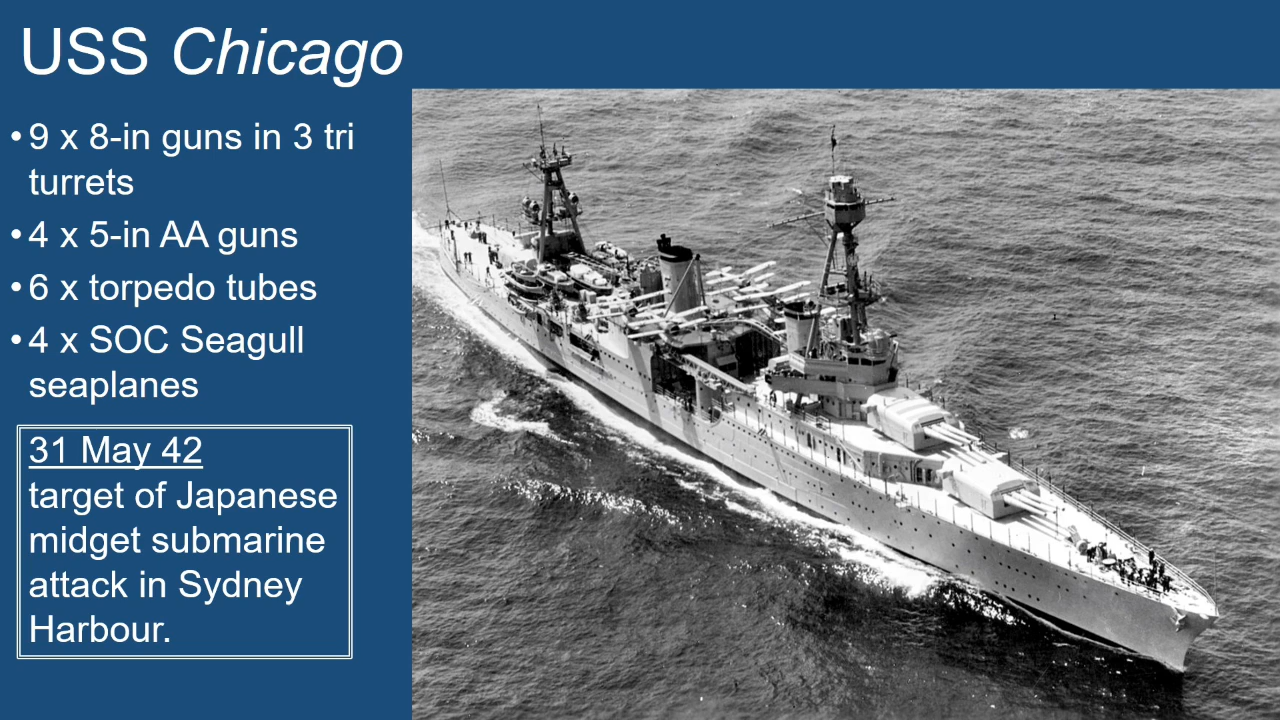 USS Chicago
• 9 x 8-in guns in 3 tri
turrets
• 4 x 5-in AA guns
• 6 x torpedo tubes
• 4 x SOC Seagull
seaplanes
31 May 42
target of Japanese
midget submarine
attack in Sydney
Harbour.